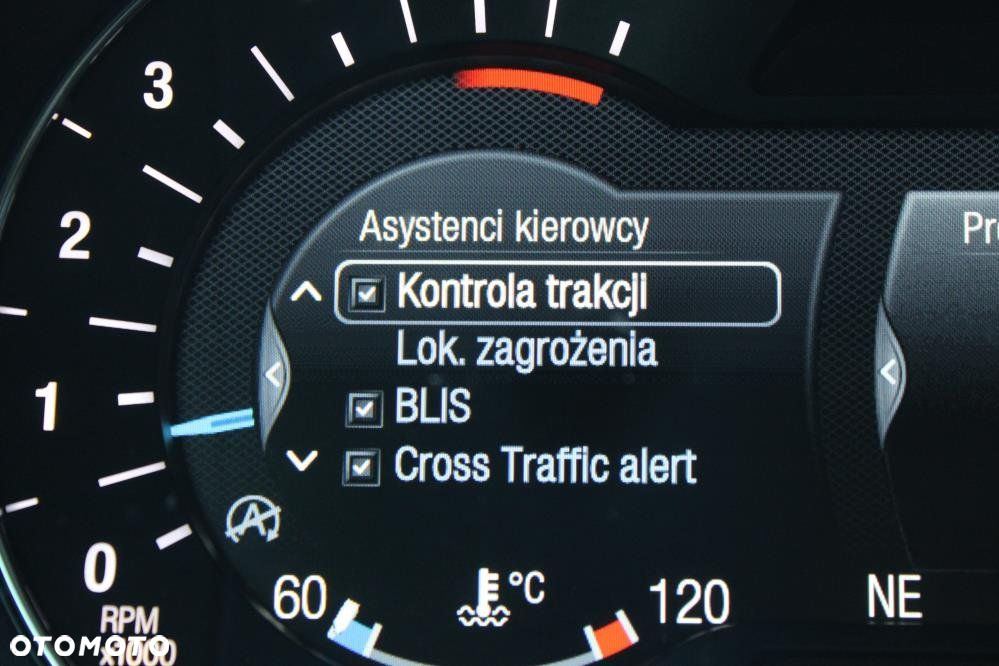 3
2
1
0
RPM
x1000
Asystenci kierowcy
Kontrola trakcji
Lok. zagrożenia
BLIS
Cross Traffic alert
A
60
°C
120
NE
OTOMOTO